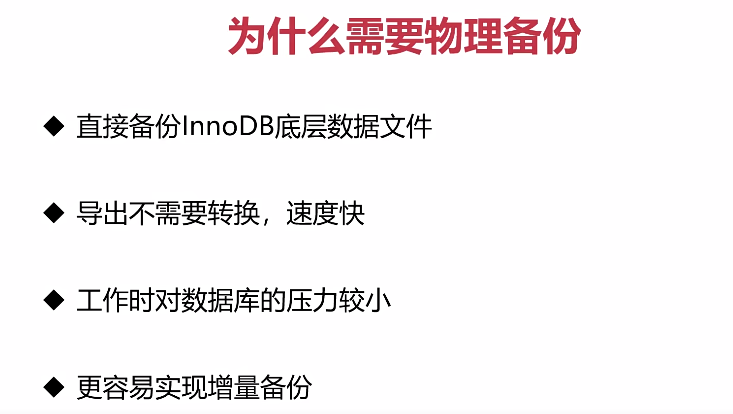 为什么需要物理备份
◆ 直接备份InnoDB底层数据文件
◆ 导出不需要转换，速度快
◆ 工作时对数据库的压力较小
◆ 更容易实现增量备份